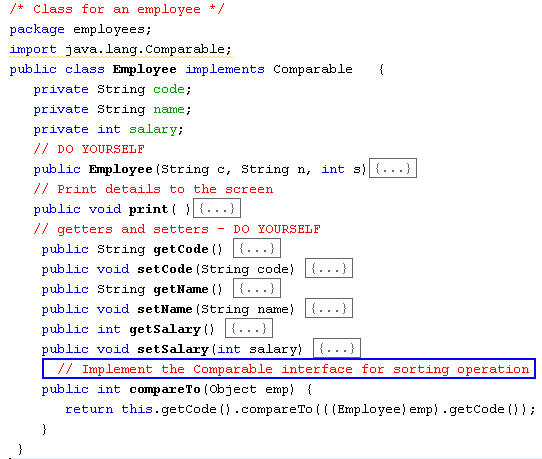 /* Class for an employee */
package employees;
import java.lang.Comparable;
public class Employee implements Comparable {
private String code;
private String name;
private int salary;
// DO YOURSELF
public Employee(String c, String n, int s){...}
// Print details to the screen
public void print( ){...}
// getters and setters - DO YOURSELF
public String getCode() {...}
public void setCode(String code) {...}
public String getName() {...}
public void setName(String name) {...}
public int getSalary() {...}
public void setSalary(int salary) {...}
// Implement the Comparable interface for sorting operation
public int compareTo(Object emp) {
return this.getCode().compareTo(((Employee)emp).getCode());
}
}